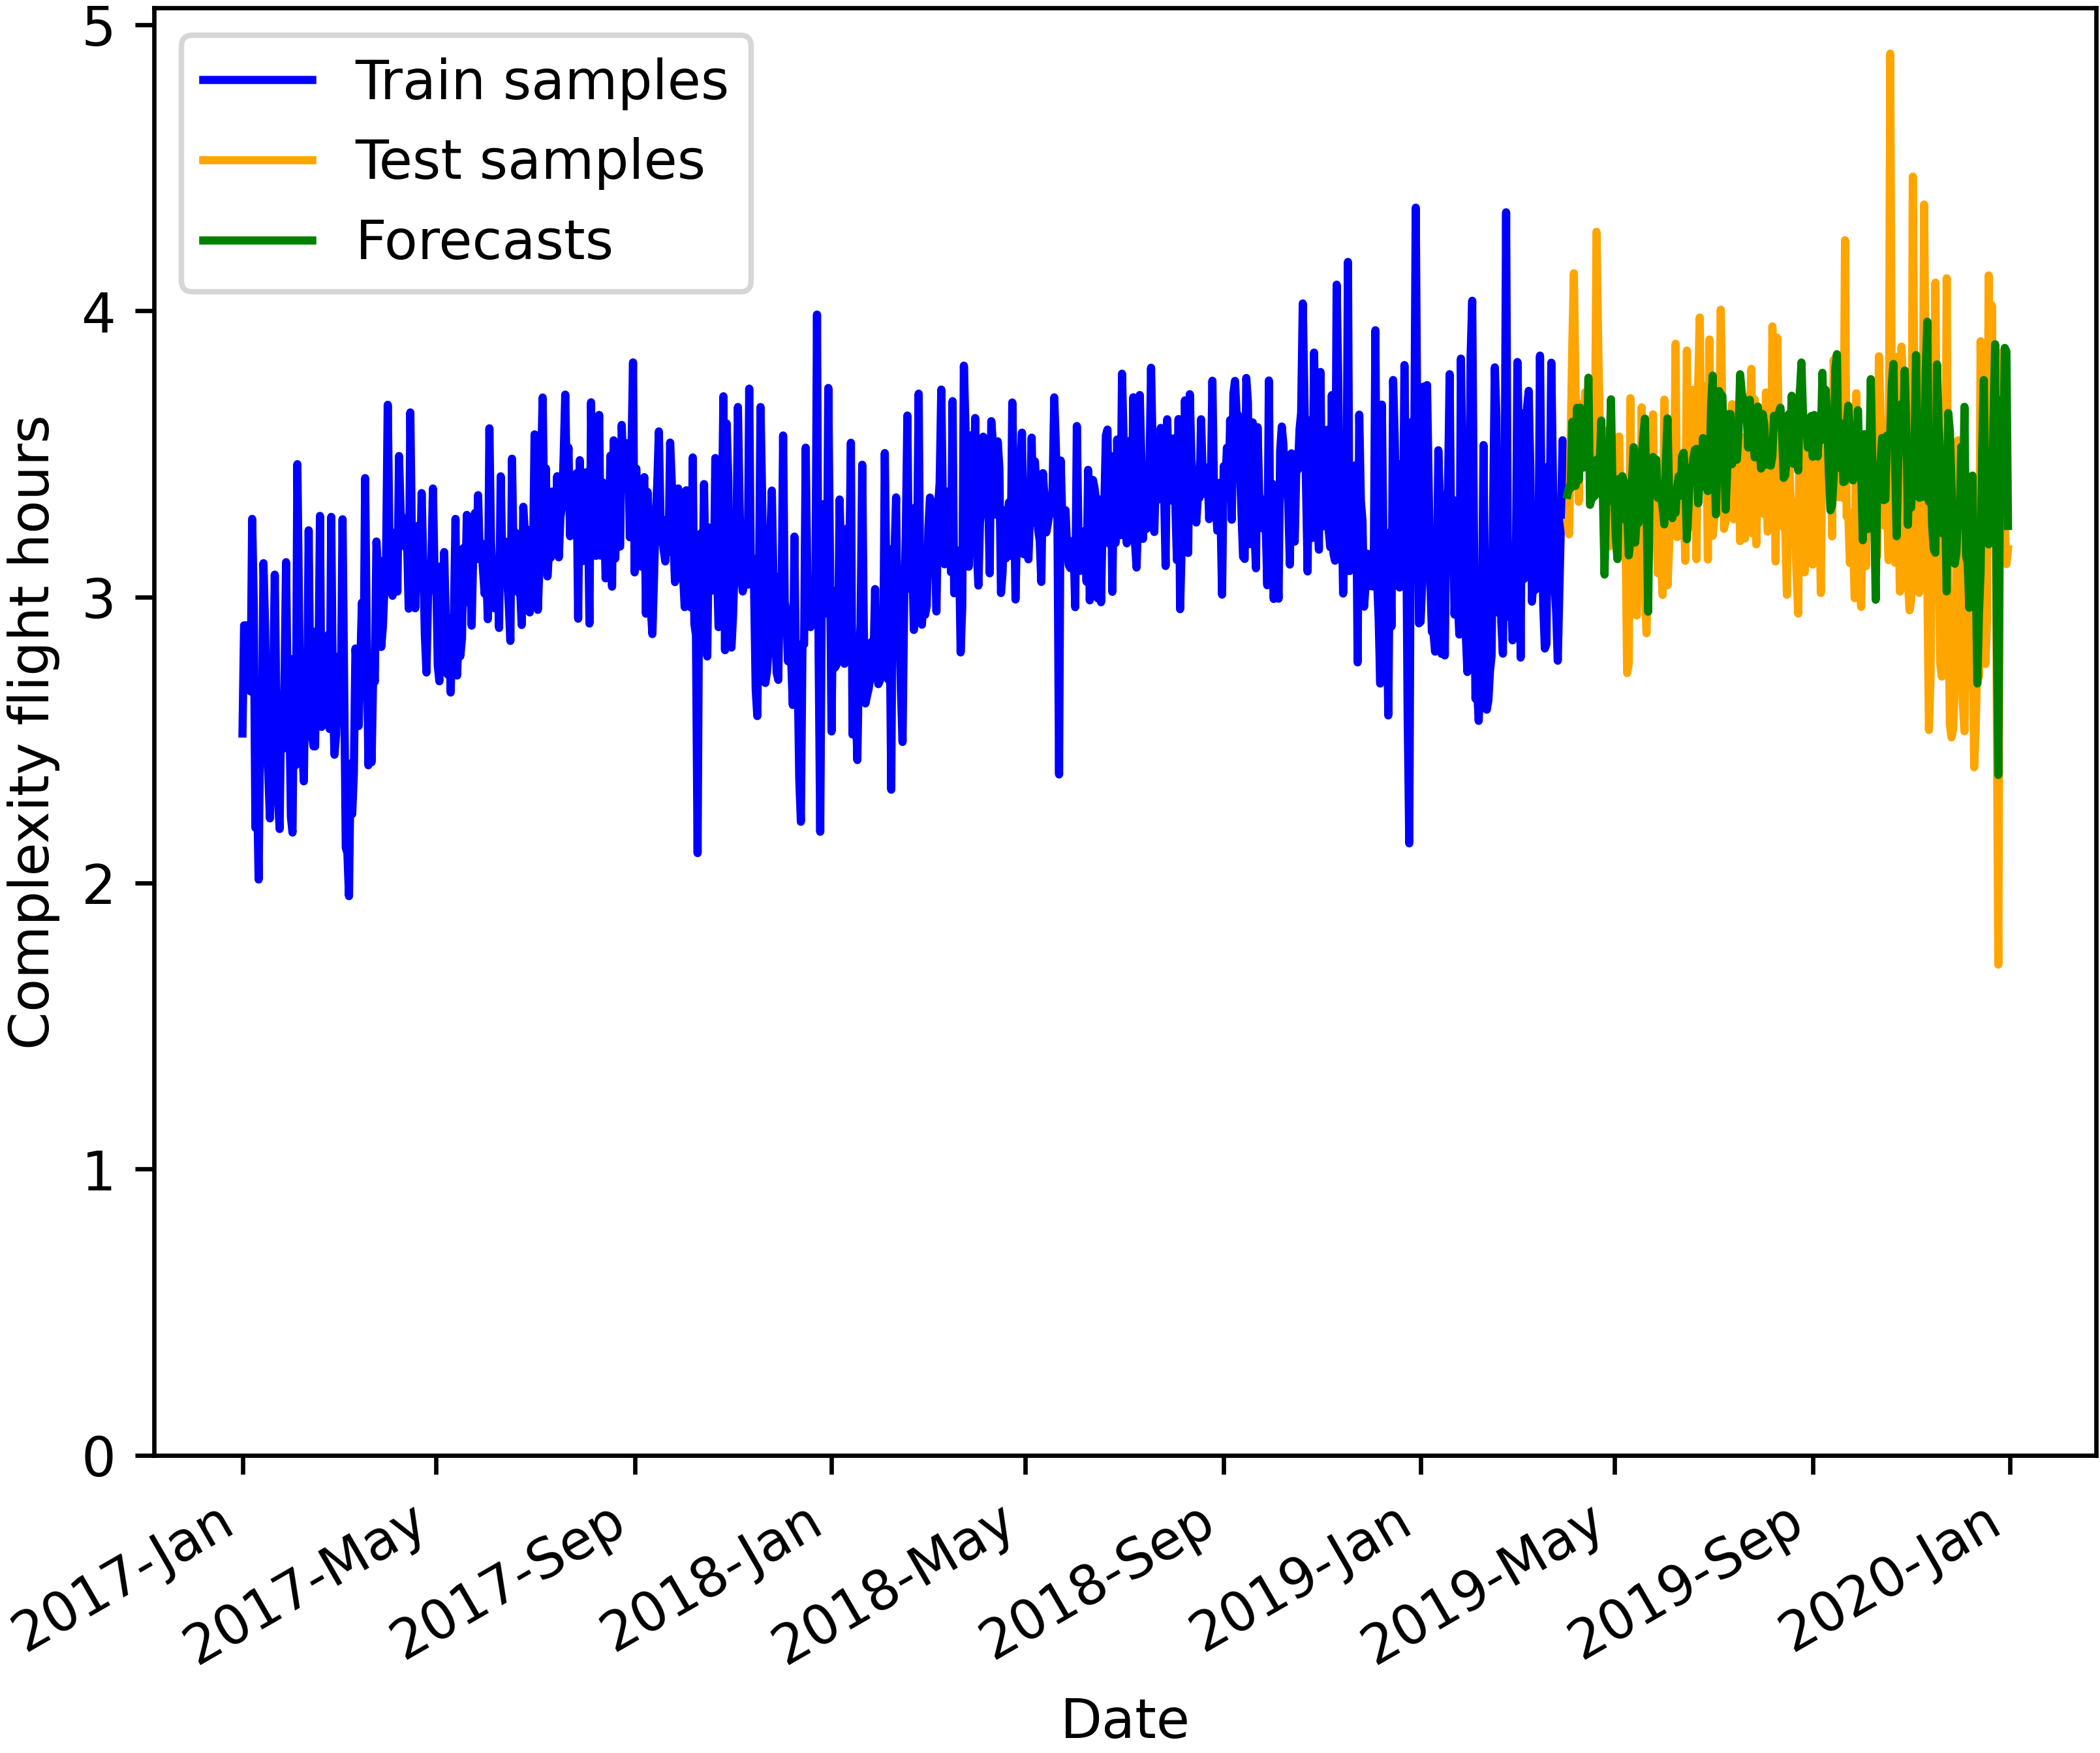 Train samples
Test samples
Forecasts
5
4
3
2
1
0
Complexity flight hours
2017-Jan
2017-May
2017-Sep
2018-Jan
2018-May
2018-Sep
2019-Jan
2019-May
2019-Sep
2020-Jan
Date